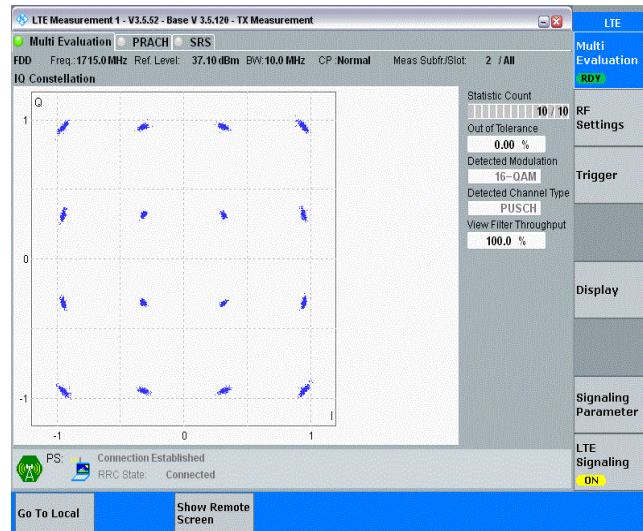 LTE Measurement 1 - V3.5.52 - Base V 3.5.120 - TX Measurement
LTE
Multi Evaluation PRACH SRS
Multi
Evaluation
RDY
FDD Freq.:1715.0 MHz Ref. Level: 37.10 dBm BW:10.0 MHz CP :Normal Meas Subfr./Slot: 2 / All
IQ Constellation
Q
1
0
-1
-1 0 1
I
Statistic Count
10 / 10
Out of Tolerance
0.00 %
Detected Modulation
16-QAM
Detected Channel Type
PUSCH
View Filter Throughput
100.0 %
RF
Settings
Trigger
Display
Signaling
Parameter
LTE
Signaling
ON
PS: Connection Established
RRC State: Connected
Go To Local
Show Remote
Screen